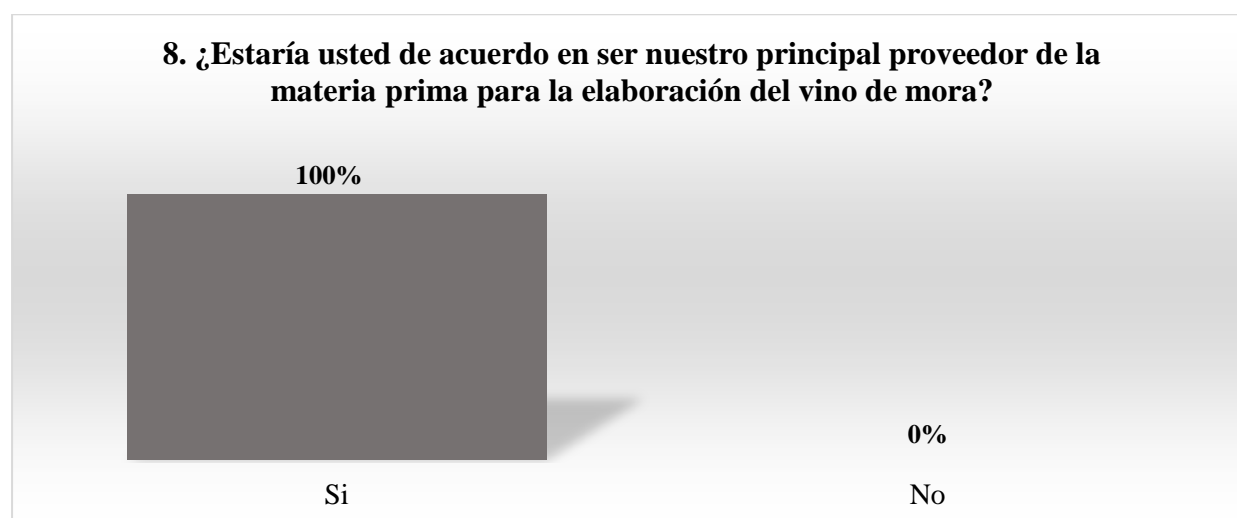 8. ¿Estaría usted de acuerdo en ser nuestro principal proveedor de la
materia prima para la elaboración del vino de mora?
100%
0%
Si
No